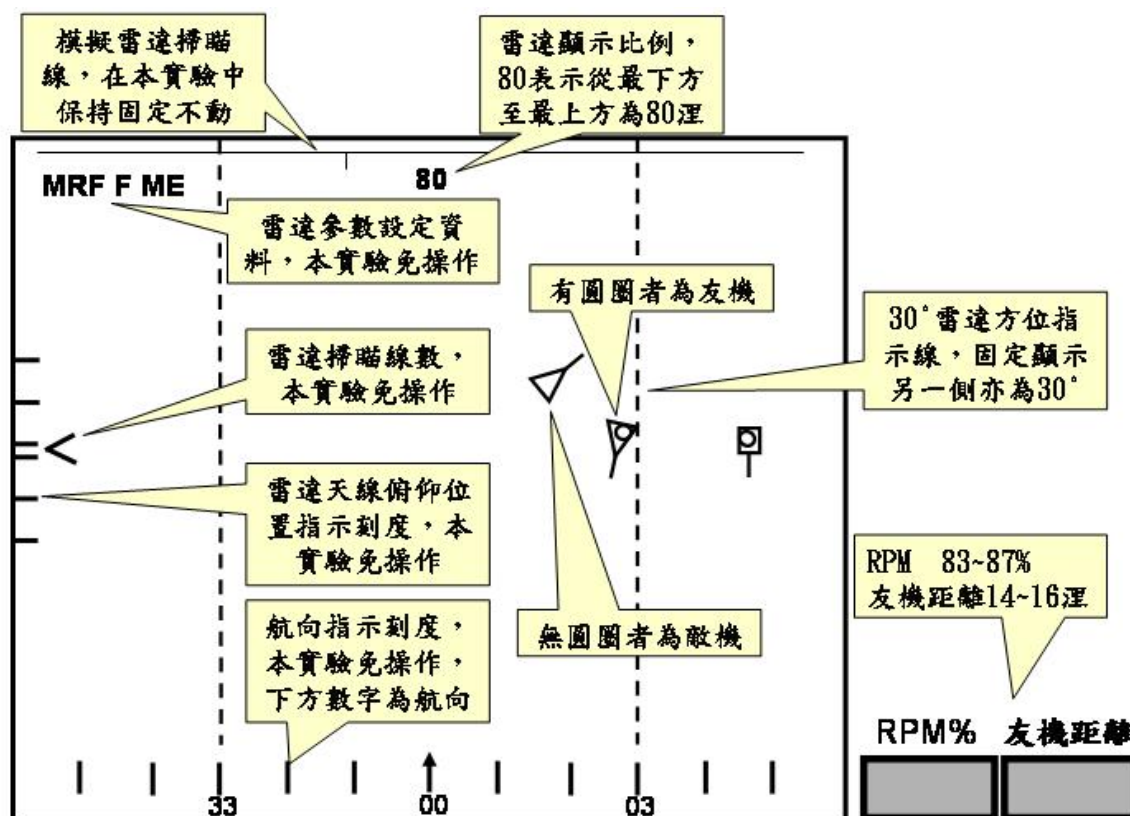 模擬雷達掃瞄
線，在本實驗中
保持固定不動
雷達顯示比例，
80表示從最下方
至最上方為80浬
MRF F ME
80
雷達參數設定資
料，本實驗免操作
有圓圈者為友機
30°雷達方位指
示線，固定顯示
另一側亦為30°
雷達掃瞄線數，
本實驗免操作
雷達天線俯仰位
置指示刻度，本
實驗免操作
RPM 83~87%
友機距離14~16浬
無圓圈者為敵機
航向指示刻度，
本實驗免操作，
下方數字為航向
RPM% 友機距離
33
00
03